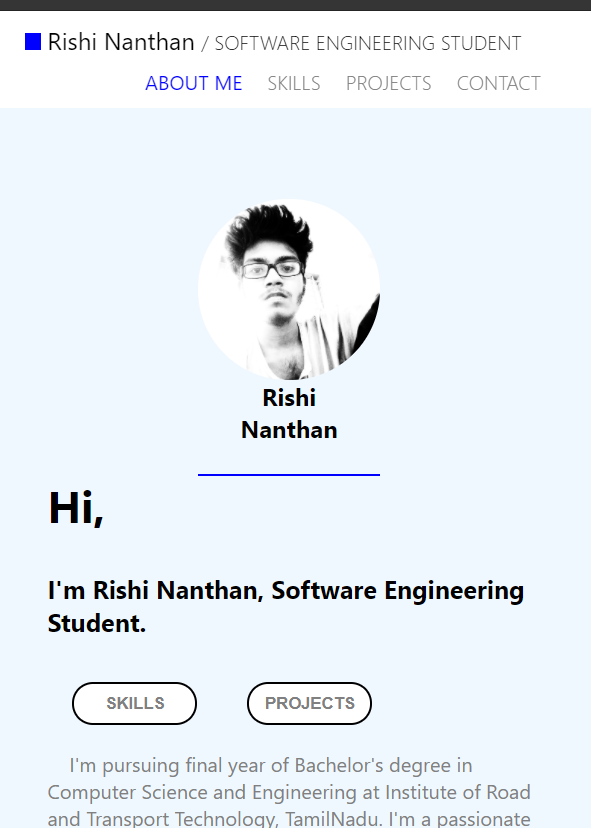 Rishi Nanthan / SOFTWARE ENGINEERING STUDENT
ABOUT ME SKILLS PROJECTS CONTACT
Rishi
Nanthan
Hi,
I'm Rishi Nanthan, Software Engineering
Student.
SKILLS PROJECTS
I'm pursuing final year of Bachelor's degree in
Computer Science and Engineering at Institute of Road
and Transport Technology, TamilNadu. I'm a passionate